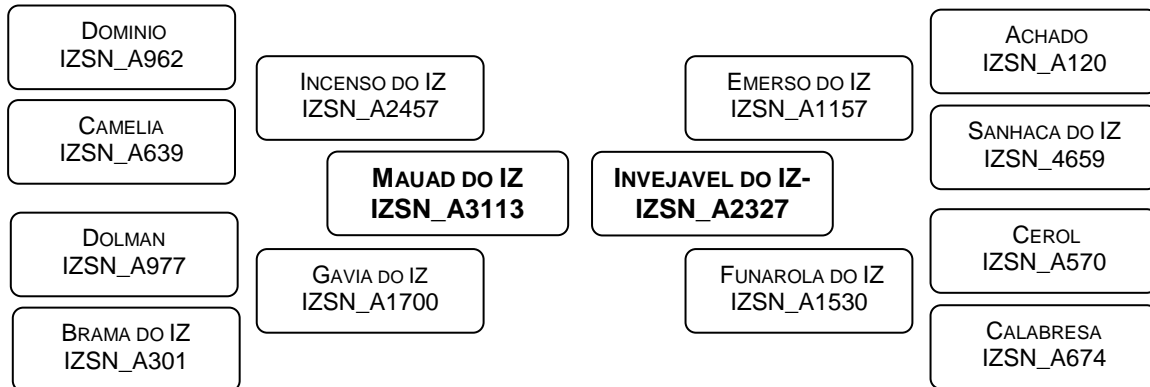 DOMINIO
IZSN_A962
CAMELIA
IZSN_A639
DOLMAN
IZSN_A977
BRAMA DO IZ
IZSN_A301
INCENSO DO IZ
IZSN_A2457
GAVIA DO IZ
IZSN_A1700
MAUAD DO IZ
IZSN_A3113
INVEJAVEL DO IZ-
IZSN_A2327
EMERSO DO IZ
IZSN_A1157
FUNAROLA DO IZ
IZSN_A1530
ACHADO
IZSN_A120
SANHACA DO IZ
IZSN_4659
CEROL
IZSN_A570
CALABRESA
IZSN_A674